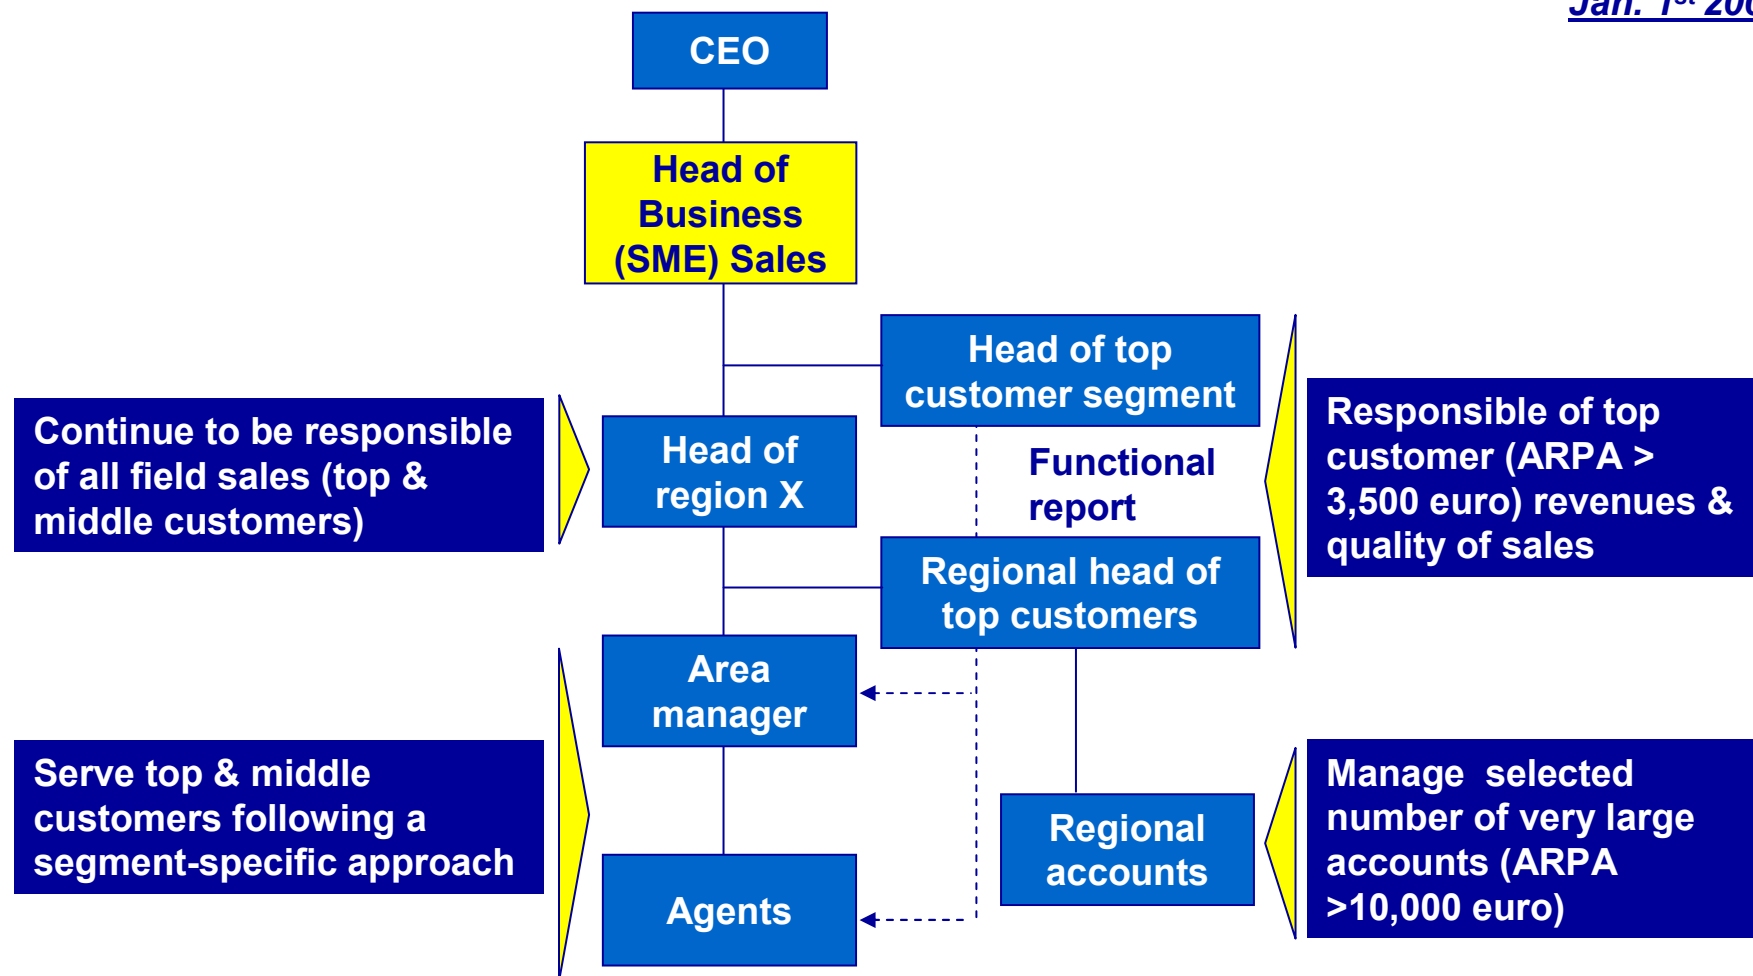 Jan. 1st 200
CEO
Head of
Business
(SME) Sales
Head of top
customer segment
Continue to be responsible
of all field sales (top &
middle customers)
Head of
region X
Functional
report
Responsible of top
customer (ARPA >
3,500 euro) revenues &
quality of sales
Regional head of
top customers
Area
manager
Serve top & middle
customers following a
segment-specific approach
Agents
Regional
accounts
Manage selected
number of very large
accounts (ARPA
>10,000 euro)